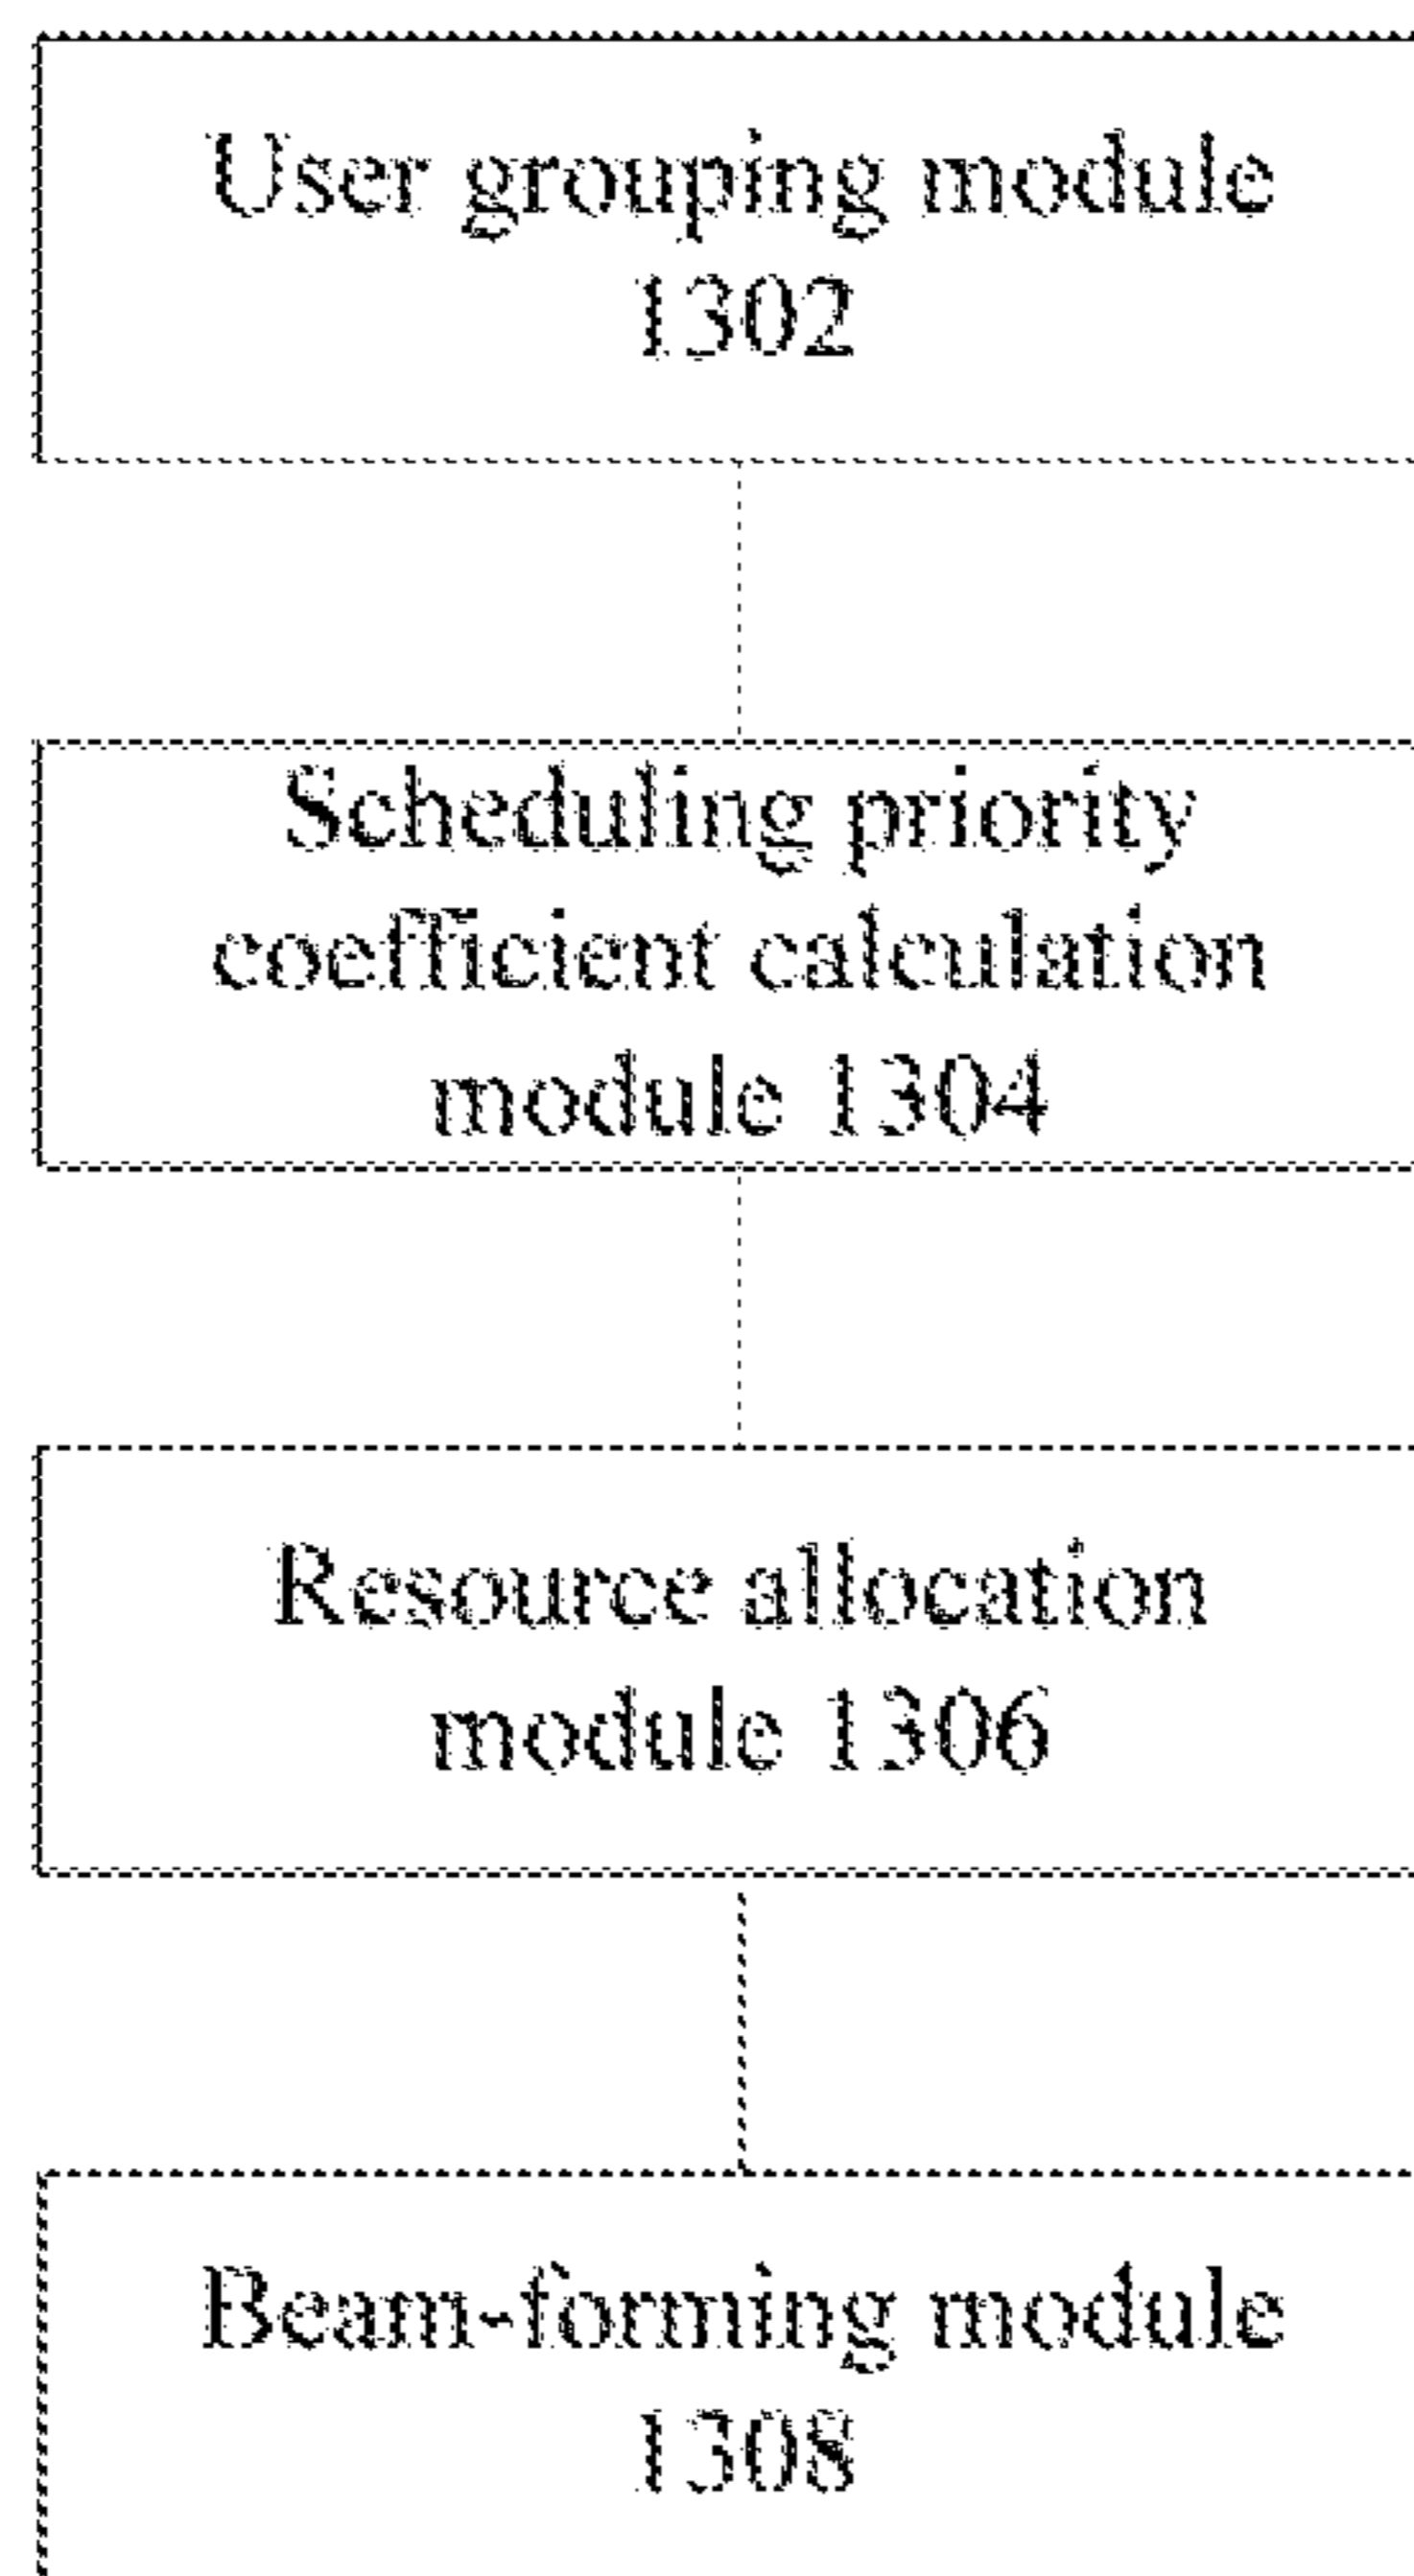 User grouping module
1302
Scheduling priority
coefficient calculation
module 1304
Resource allocation
module 1306
Beam-forming module
1308